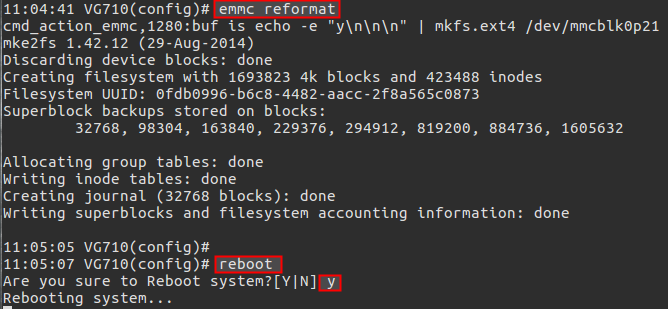 11:04:41 VG710(config)# emmc reformat
cmd_action_emmc,1280:buf is echo -e "y\n\n\n" | mkfs.ext4 /dev/mmcblk0p21
mke2fs 1.42.12 (29-Aug-2014)
Discarding device blocks: done
Creating filesystem with 1693823 4k blocks and 423488 inodes
Filesystem UUID: 0fdb0996-b6c8-4482-aacc-2f8a565c0873
Superblock backups stored on blocks:
32768, 98304, 163840, 229376, 294912, 819200, 884736, 1605632
Allocating group tables: done
Writing inode tables: done
Creating journal (32768 blocks): done
Writing superblocks and filesystem accounting information: done
11:05:05 VG710(config)#
11:05:07 VG710(config)# reboot
Are you sure to Reboot system?[Y|N] y
Rebooting system...